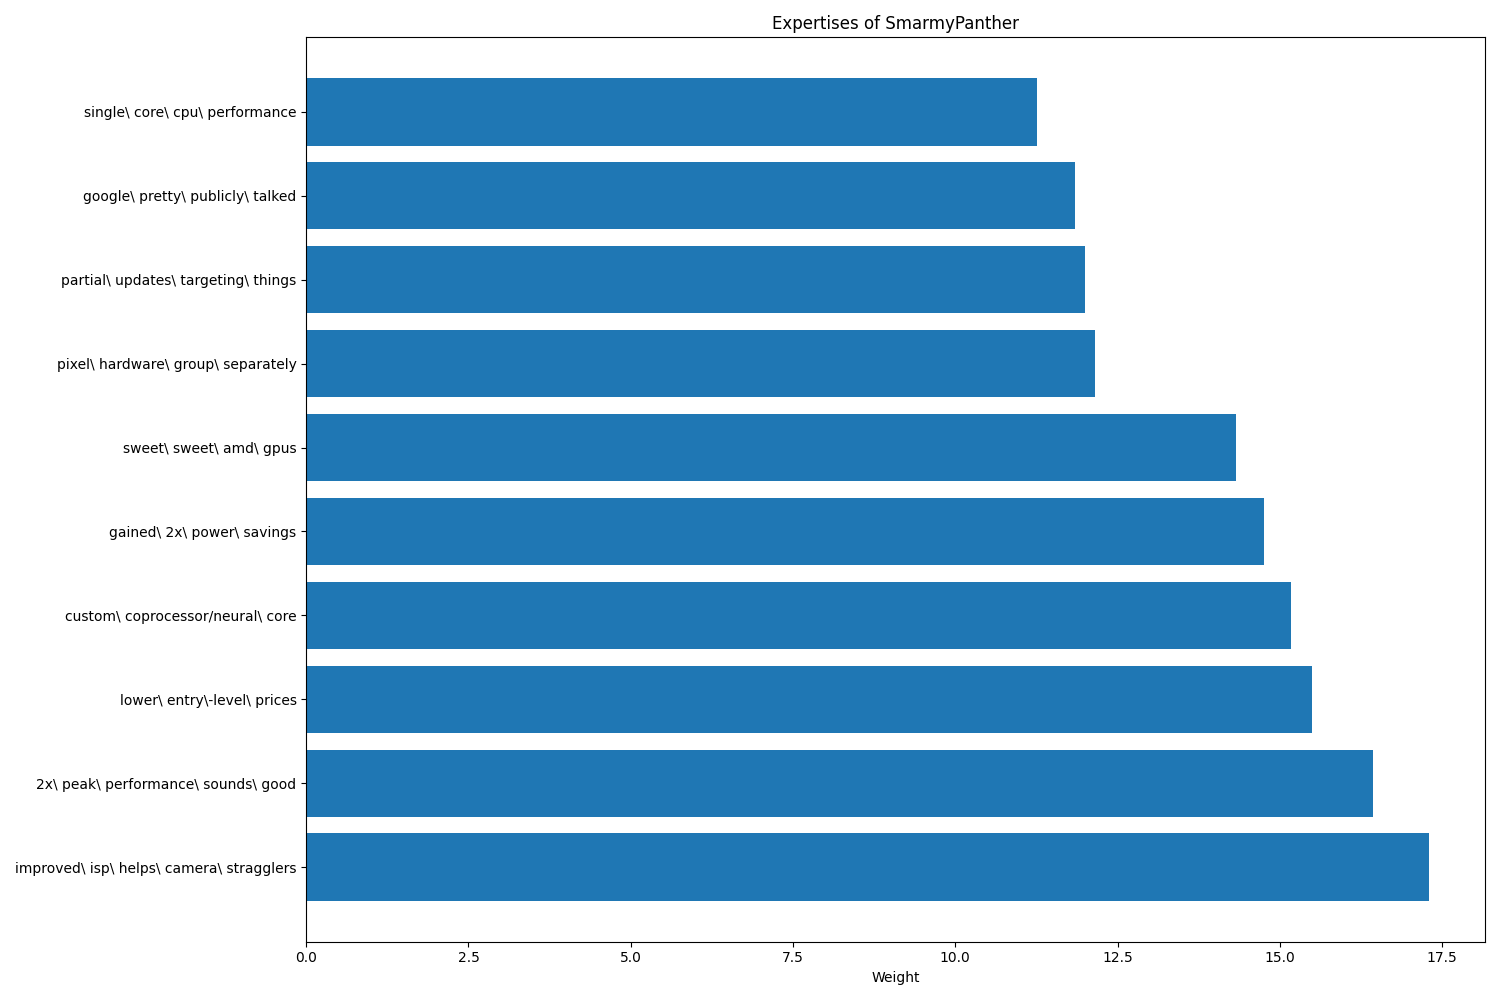 Expertises of SmarmyPanther
single\ core\ cpu\ performance
google\ pretty\ publicly\ talked
partial\ updates\ targeting\ things
pixel\ hardware\ group\ separately
sweet\ sweet\ amd\ gpus
gained\ 2x\ power\ savings
custom\ coprocessor/neural\ core
lower\ entry\-level\ prices
2x\ peak\ performance\ sounds\ good
improved\ isp\ helps\ camera\ stragglers
0.0 2.5 5.0 7.5 10.0 12.5 15.0 17.5
Weight